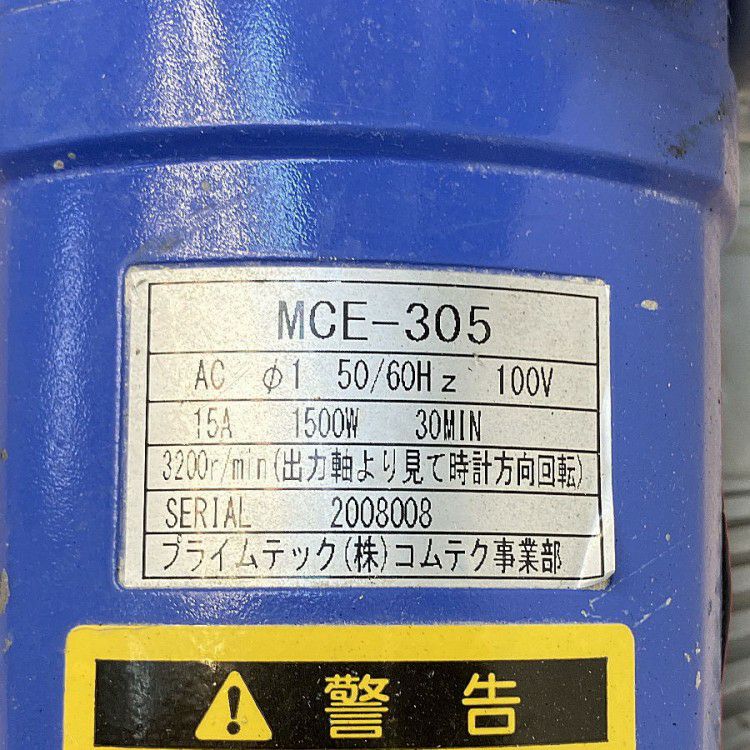 MCE-305
AC φ1 50/60Hz 100V
15A 1500W 30MIN
3200r/min(出力軸より見て時計方向回転)
SERIAL 2008008
プライムテック(株)コムテク事業部
警告